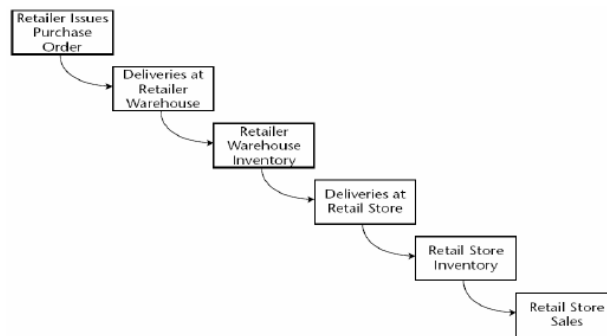 Retailer Issues
Purchase
Order
Deliveries at
Retailer
Warehouse
Retailer
Warehouse
Inventory
Deliveries at
Retail Store
Retail Store
Inventory
Retail Store
Sales